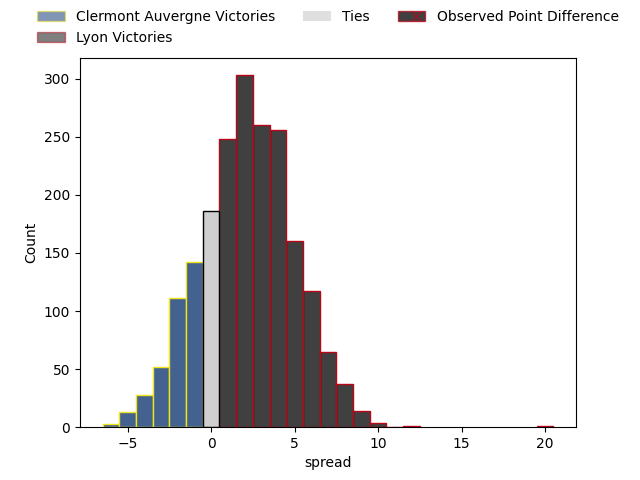 Clermont Auvergne Victories
Ties
Observed Point Difference
Lyon Victories
300
250
200
150
100
50
0
Count
−5
0
5
10
15
20
spread